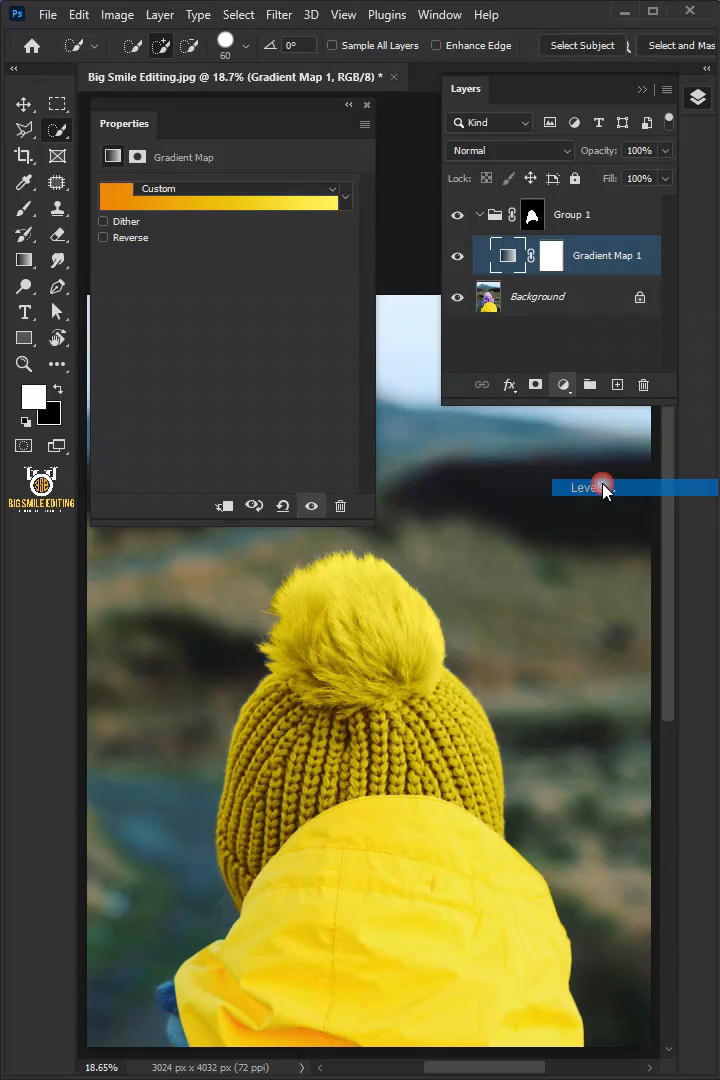 Ps File Edit Image Layer Type Select Filter 3D View Plugins Window Help
60 0° Sample All Layers Enhance Edge Select Subject Select and Mas
Big Smile Editing.jpg @ 18.7% (Gradient Map 1, RGB/8) *
Properties
Gradient Map
Custom
Dither
Reverse
Layers
Kind
Normal Opacity: 100%
Lock: Fill: 100%
Group 1
Gradient Map 1
Background
fx
Levels...
BIG SMILE EDITING
18.65% 3024 px x 4032 px (72 ppi)